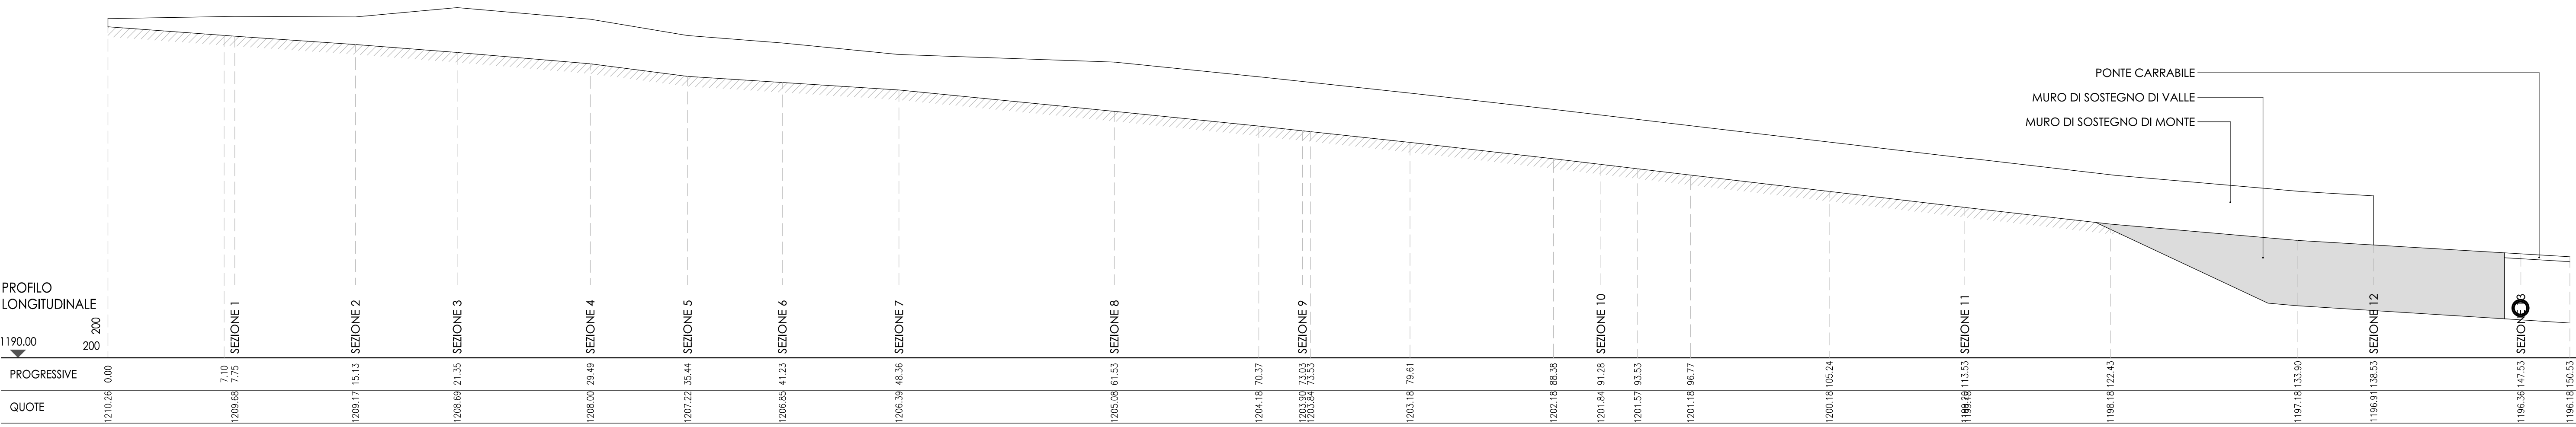 PONTE CARRABILE
MURO DI SOSTEGNO DI VALLE
MURO DI SOSTEGNO DI MONTE
PROFILO
LONGITUDINALE
200
200
1190.00
SEZIONE 1
SEZIONE 2
SEZIONE 3
SEZIONE 4
SEZIONE 5
SEZIONE 6
SEZIONE 7
SEZIONE 8
SEZIONE 9
SEZIONE 10
SEZIONE 11
SEZIONE 12
SEZIONE 13
PROGRESSIVE 0.00 7.10 7.75 15.13 21.35 29.49 35.44 41.23 48.36 61.53 70.37 73.03 73.53 79.61 88.38 91.28 93.53 96.77 105.24 113.53 122.43 133.90 138.53 147.53 150.53
QUOTE 1210.26 1209.68 1209.17 1208.69 1208.00 1207.22 1206.85 1206.39 1205.08 1204.18 1203.90 1203.84 1203.18 1202.18 1201.84 1201.57 1201.18 1200.18 1198.18 1197.18 1196.91 1196.36 1196.18